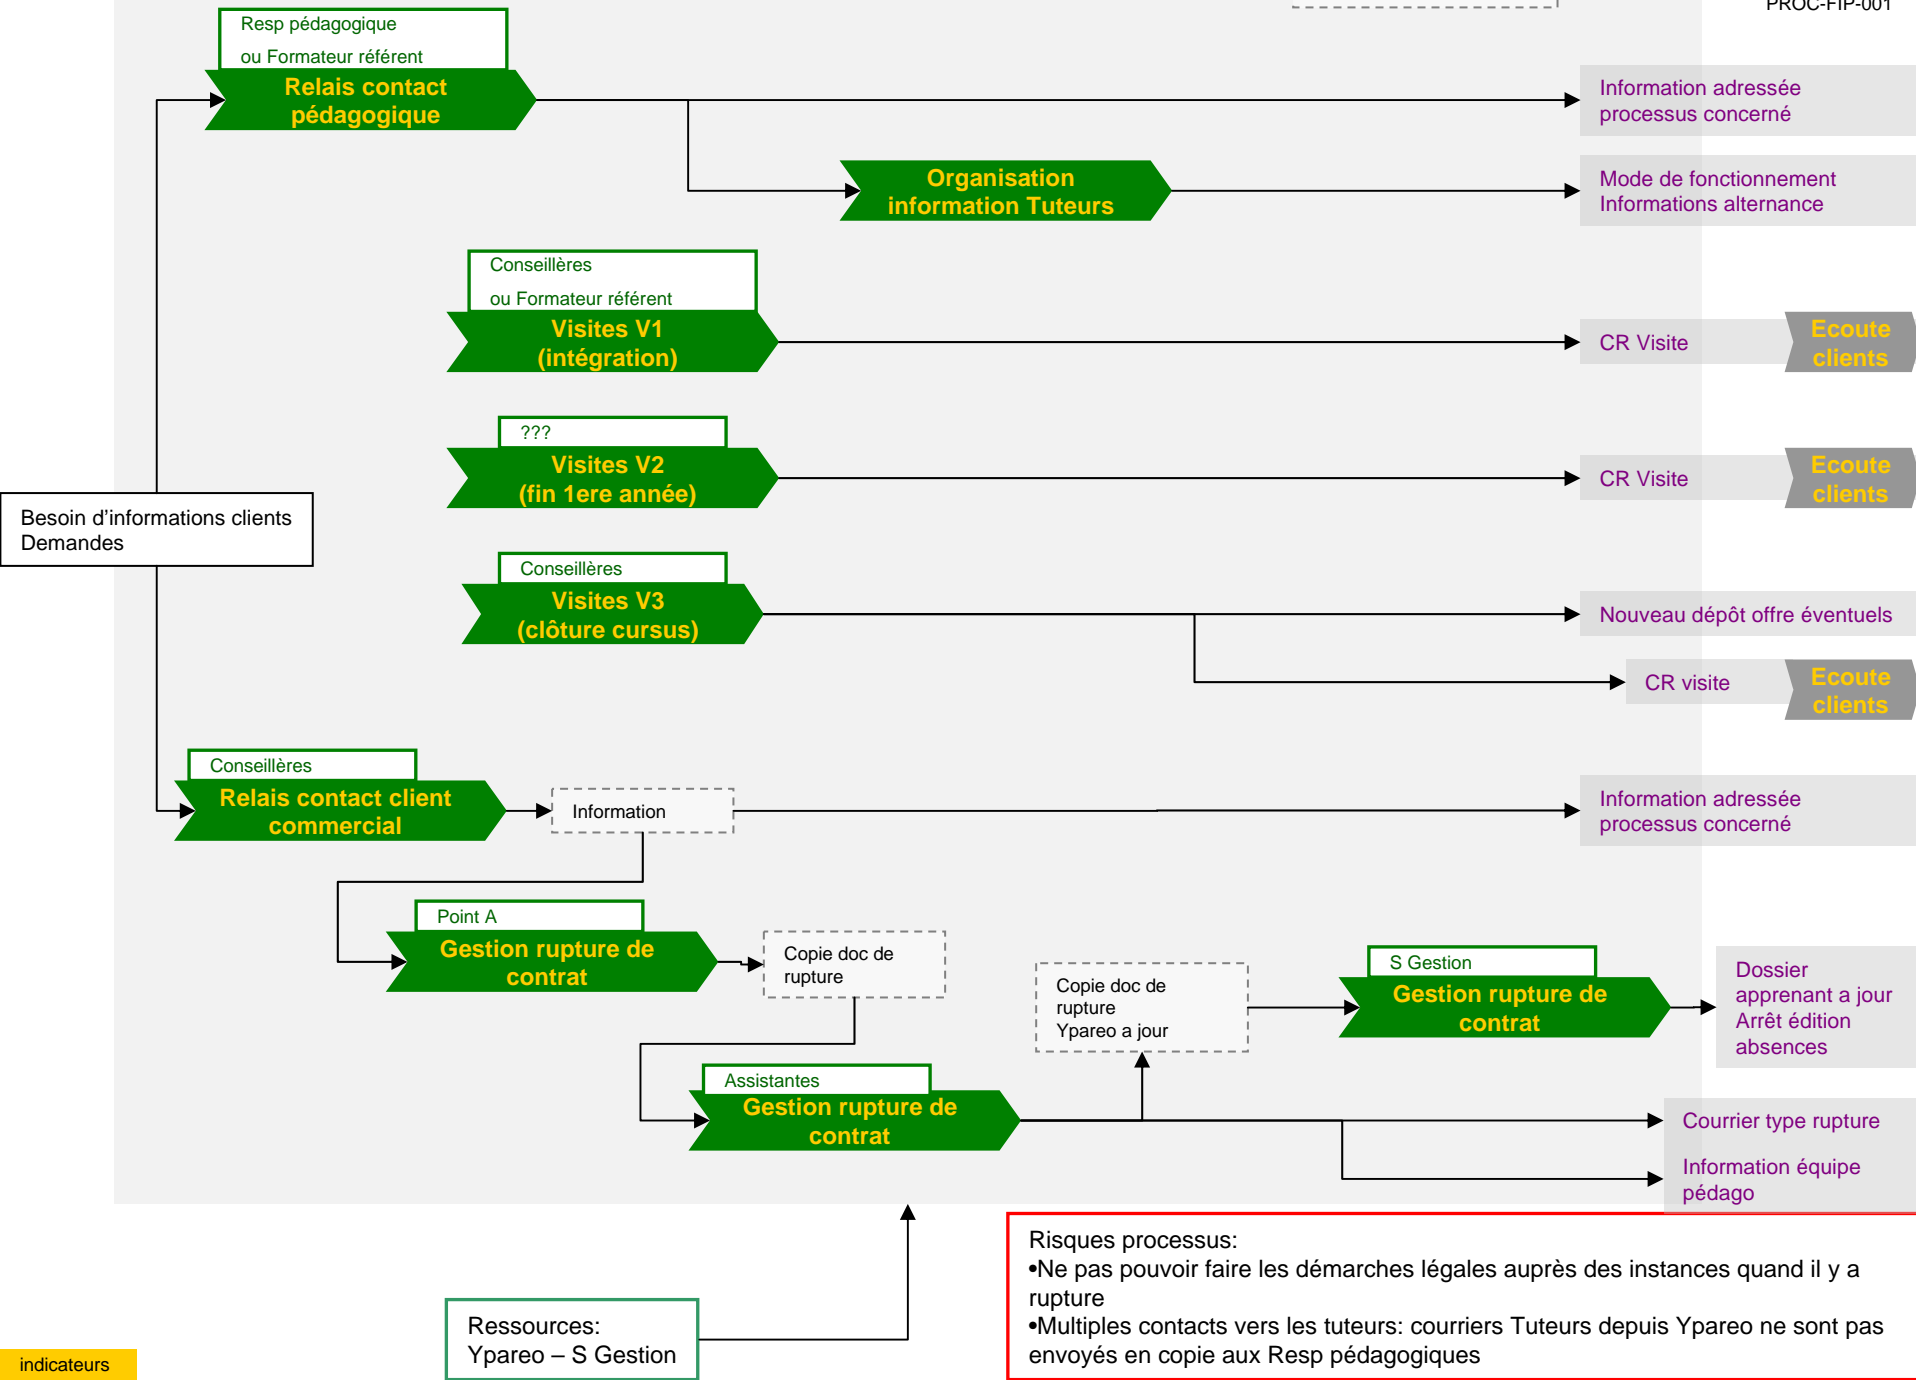 PROC-FIP-001
Resp pédagogique
ou Formateur référent
Relais contact
pédagogique
Information adressée
processus concerné
Organisation
information Tuteurs
Mode de fonctionnement
Informations alternance
Conseillères
ou Formateur référent
Visites V1
(intégration)
CR Visite
Ecoute
clients
???
Visites V2
(fin 1ere année)
CR Visite
Ecoute
clients
Besoin d'informations clients
Demandes
Conseillères
Visites V3
(clôture cursus)
Nouveau dépôt offre éventuels
CR visite
Ecoute
clients
Conseillères
Relais contact client
commercial
Information
Information adressée
processus concerné
Point A
Gestion rupture de
contrat
Copie doc de
rupture
Copie doc de
rupture
Ypareo a jour
S Gestion
Gestion rupture de
contrat
Dossier
apprenant a jour
Arrêt édition
absences
Assistantes
Gestion rupture de
contrat
Courrier type rupture
Information équipe
pédago
Risques processus:
•Ne pas pouvoir faire les démarches légales auprès des instances quand il y a
rupture
•Multiples contacts vers les tuteurs: courriers Tuteurs depuis Ypareo ne sont pas
envoyés en copie aux Resp pédagogiques
Ressources:
Ypareo – S Gestion
indicateurs